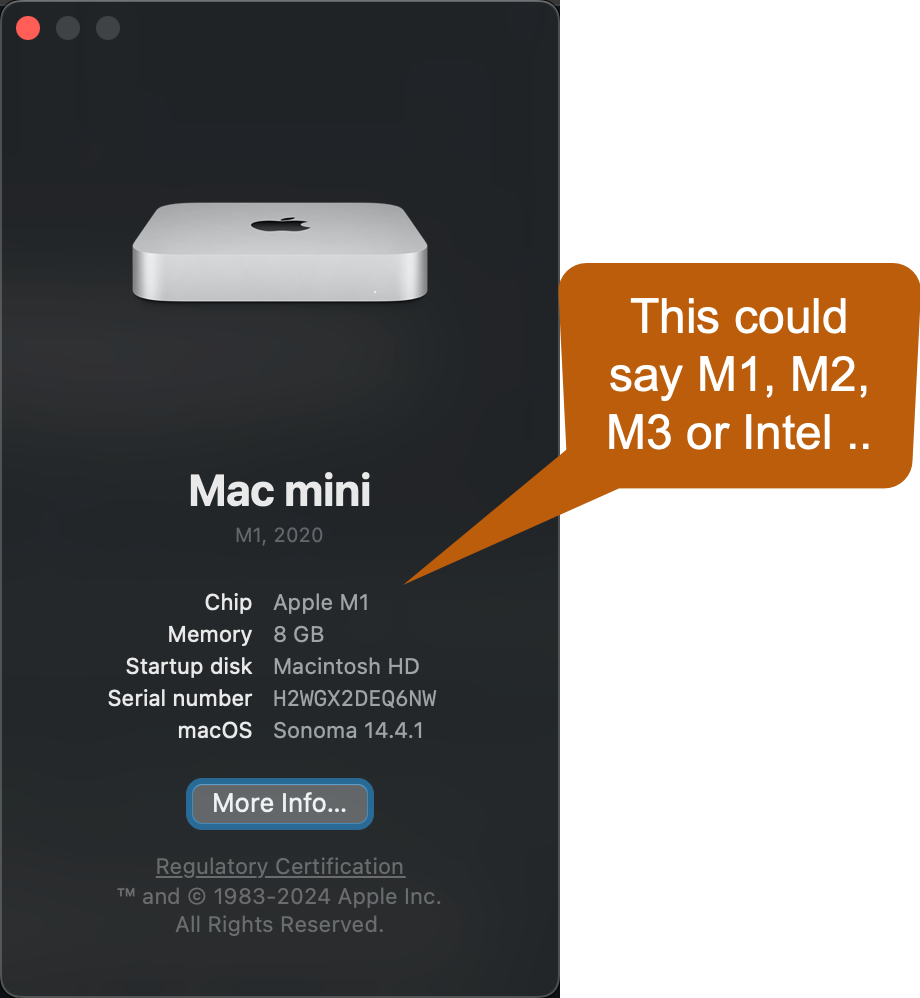 This could
say M1, M2,
M3 or Intel ..
Mac mini
M1, 2020
Chip Apple M1
Memory 8 GB
Startup disk Macintosh HD
Serial number H2WGX2DEQ6NW
macOS Sonoma 14.4.1
More Info...
Regulatory Certification
™ and © 1983-2024 Apple Inc.
All Rights Reserved.